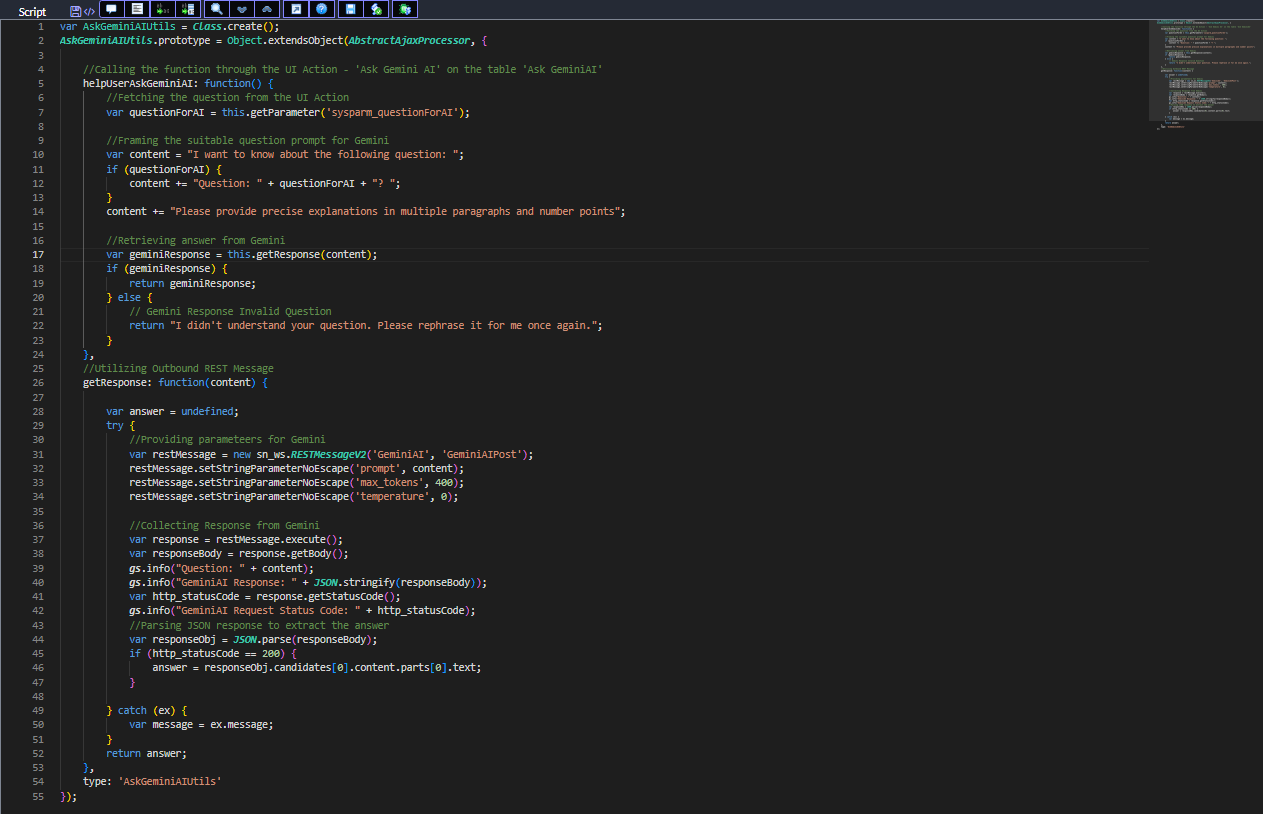 Script
1 var AskGeminiAIUtils = Class.create();
2 AskGeminiAIUtils.prototype = Object.extendsObject(AbstractAjaxProcessor, {
3
4 //Calling the function through the UI Action - 'Ask Gemini AI' on the table 'Ask GeminiAI'
5 helpUserAskGeminiAI: function() {
6 //Fetching the question from the UI Action
7 var questionForAI = this.getParameter('sysparm_questionForAI');
8
9 //Framing the suitable question prompt for Gemini
10 var content = "I want to know about the following question: ";
11 if (questionForAI) {
12 content += "Question: " + questionForAI + "? ";
13 }
14 content += "Please provide precise explanations in multiple paragraphs and number points";
15
16 //Retrieving answer from Gemini
17 var geminiResponse = this.getResponse(content);
18 if (geminiResponse) {
19 return geminiResponse;
20 } else {
21 // Gemini Response Invalid Question
22 return "I didn't understand your question. Please rephrase it for me once again.";
23 }
24 },
25 //Utilizing Outbound REST Message
26 getResponse: function(content) {
27
28 var answer = undefined;
29 try {
30 //Providing parameteers for Gemini
31 var restMessage = new sn_ws.RESTMessageV2('GeminiAI', 'GeminiAIPost');
32 restMessage.setStringParameterNoEscape('prompt', content);
33 restMessage.setStringParameterNoEscape('max_tokens', 400);
34 restMessage.setStringParameterNoEscape('temperature', 0);
35
36 //Collecting Response from Gemini
37 var response = restMessage.execute();
38 var responseBody = response.getBody();
39 gs.info("Question: " + content);
40 gs.info("GeminiAI Response: " + JSON.stringify(responseBody));
41 var http_statusCode = response.getStatusCode();
42 gs.info("GeminiAI Request Status Code: " + http_statusCode);
43 //Parsing JSON response to extract the answer
44 var responseObj = JSON.parse(responseBody);
45 if (http_statusCode == 200) {
46 answer = responseObj.candidates[0].content.parts[0].text;
47 }
48
49 } catch (ex) {
50 var message = ex.message;
51 }
52 return answer;
53 },
54 type: 'AskGeminiAIUtils'
55 });